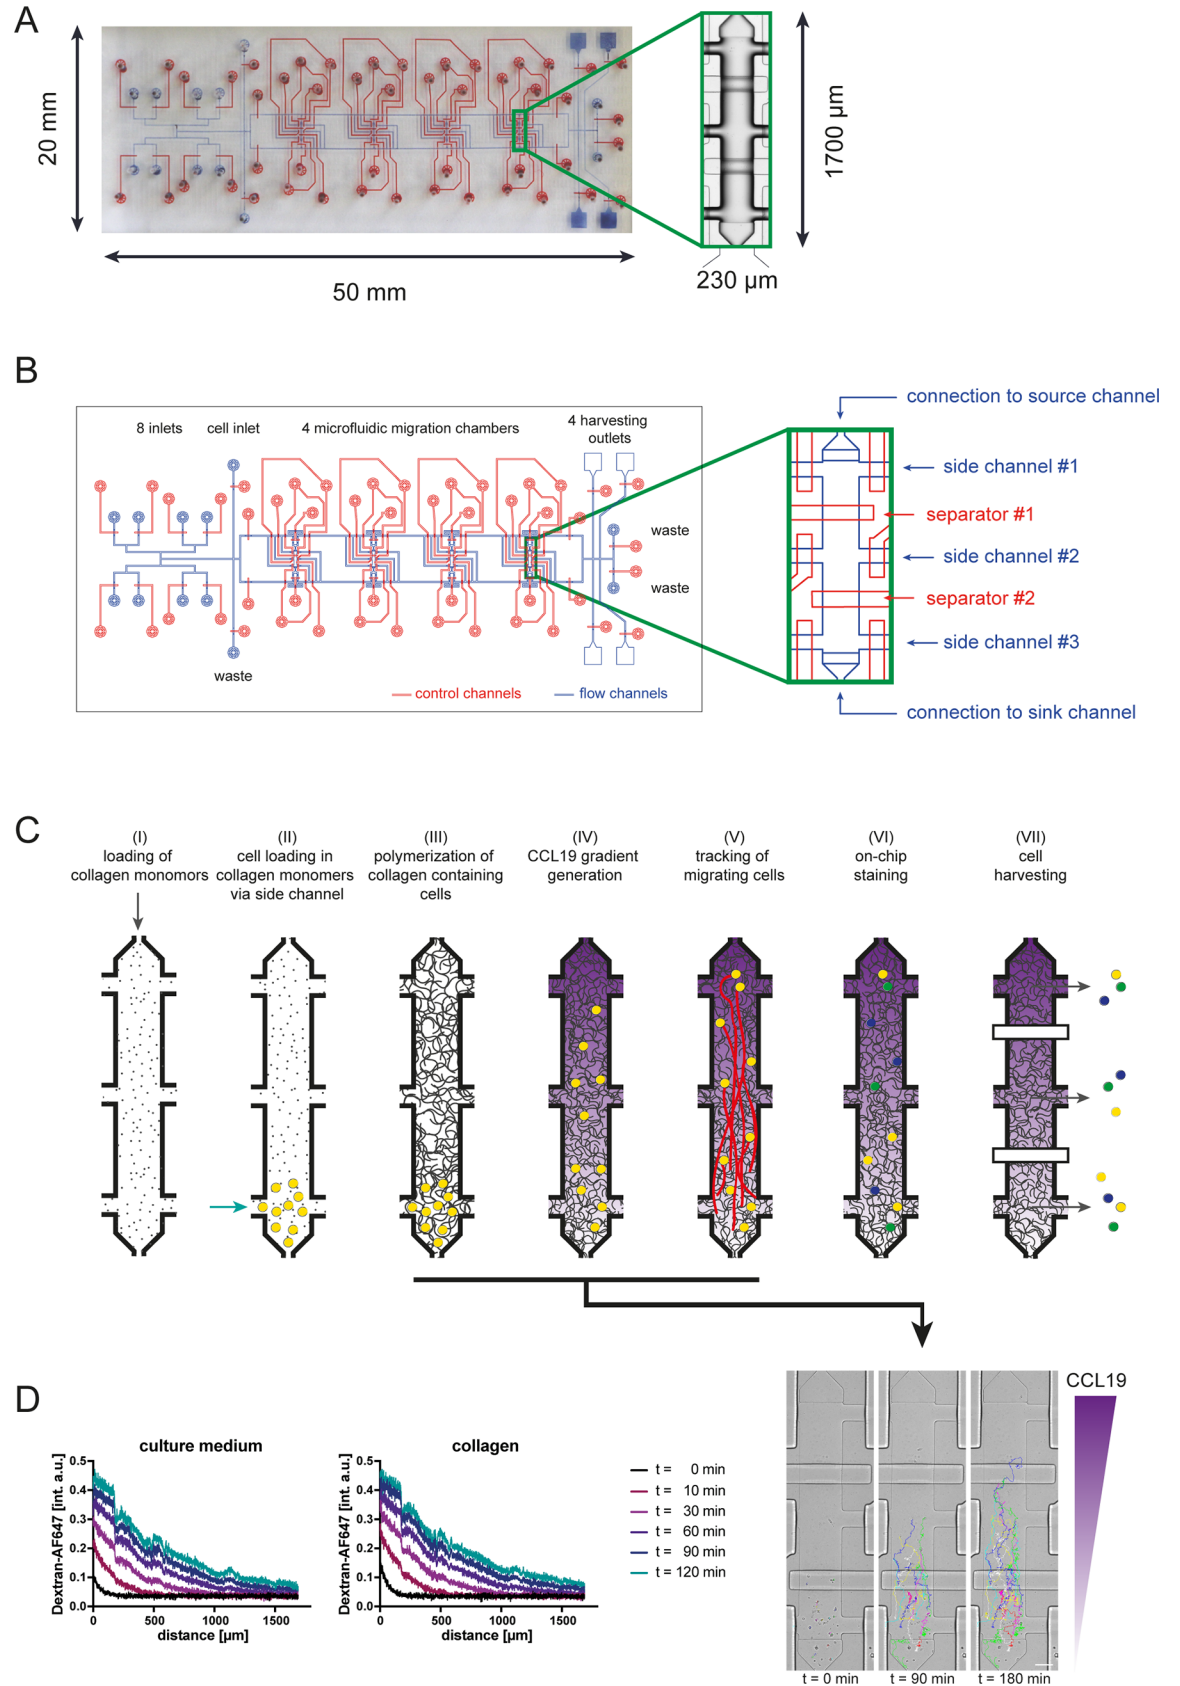 A
20 mm
50 mm
1700 µm
230 µm
B
8 inlets
cell inlet
4 microfluidic migration chambers
4 harvesting
outlets
waste
waste
waste
control channels
flow channels
connection to source channel
side channel #1
separator #1
side channel #2
separator #2
side channel #3
connection to sink channel
C
(I)
loading of
collagen monomors
(II)
cell loading in
collagen monomers
via side channel
(III)
polymerization of
collagen containing
cells
(IV)
CCL19 gradient
generation
(V)
tracking of
migrating cells
(VI)
on-chip
staining
(VII)
cell
harvesting
D
culture medium
Dextran-AF647 [int. a.u.]
0.5
0.4
0.3
0.2
0.1
0.0
0
500
1000
1500
distance [µm]
collagen
Dextran-AF647 [int. a.u.]
0.5
0.4
0.3
0.2
0.1
0.0
0
500
1000
1500
distance [µm]
t = 0 min
t = 10 min
t = 30 min
t = 60 min
t = 90 min
t = 120 min
CCL19
t = 0 min
t = 90 min
t = 180 min